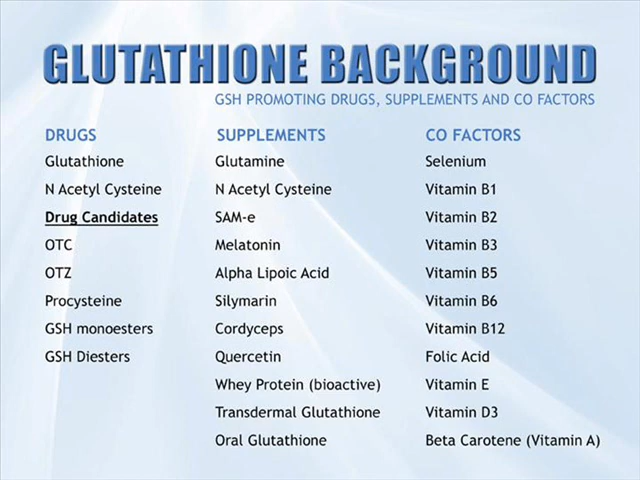 GLUTATHIONE BACKGROUND
GSH PROMOTING DRUGS, SUPPLEMENTS AND CO FACTORS
DRUGS
Glutathione
N Acetyl Cysteine
Drug Candidates
OTC
OTZ
Procysteine
GSH monoesters
GSH Diesters
SUPPLEMENTS
Glutamine
N Acetyl Cysteine
SAM-e
Melatonin
Alpha Lipoic Acid
Silymarin
Cordyceps
Quercetin
Whey Protein (bioactive)
Transdermal Glutathione
Oral Glutathione
CO FACTORS
Selenium
Vitamin B1
Vitamin B2
Vitamin B3
Vitamin B5
Vitamin B6
Vitamin B12
Folic Acid
Vitamin E
Vitamin D3
Beta Carotene (Vitamin A)